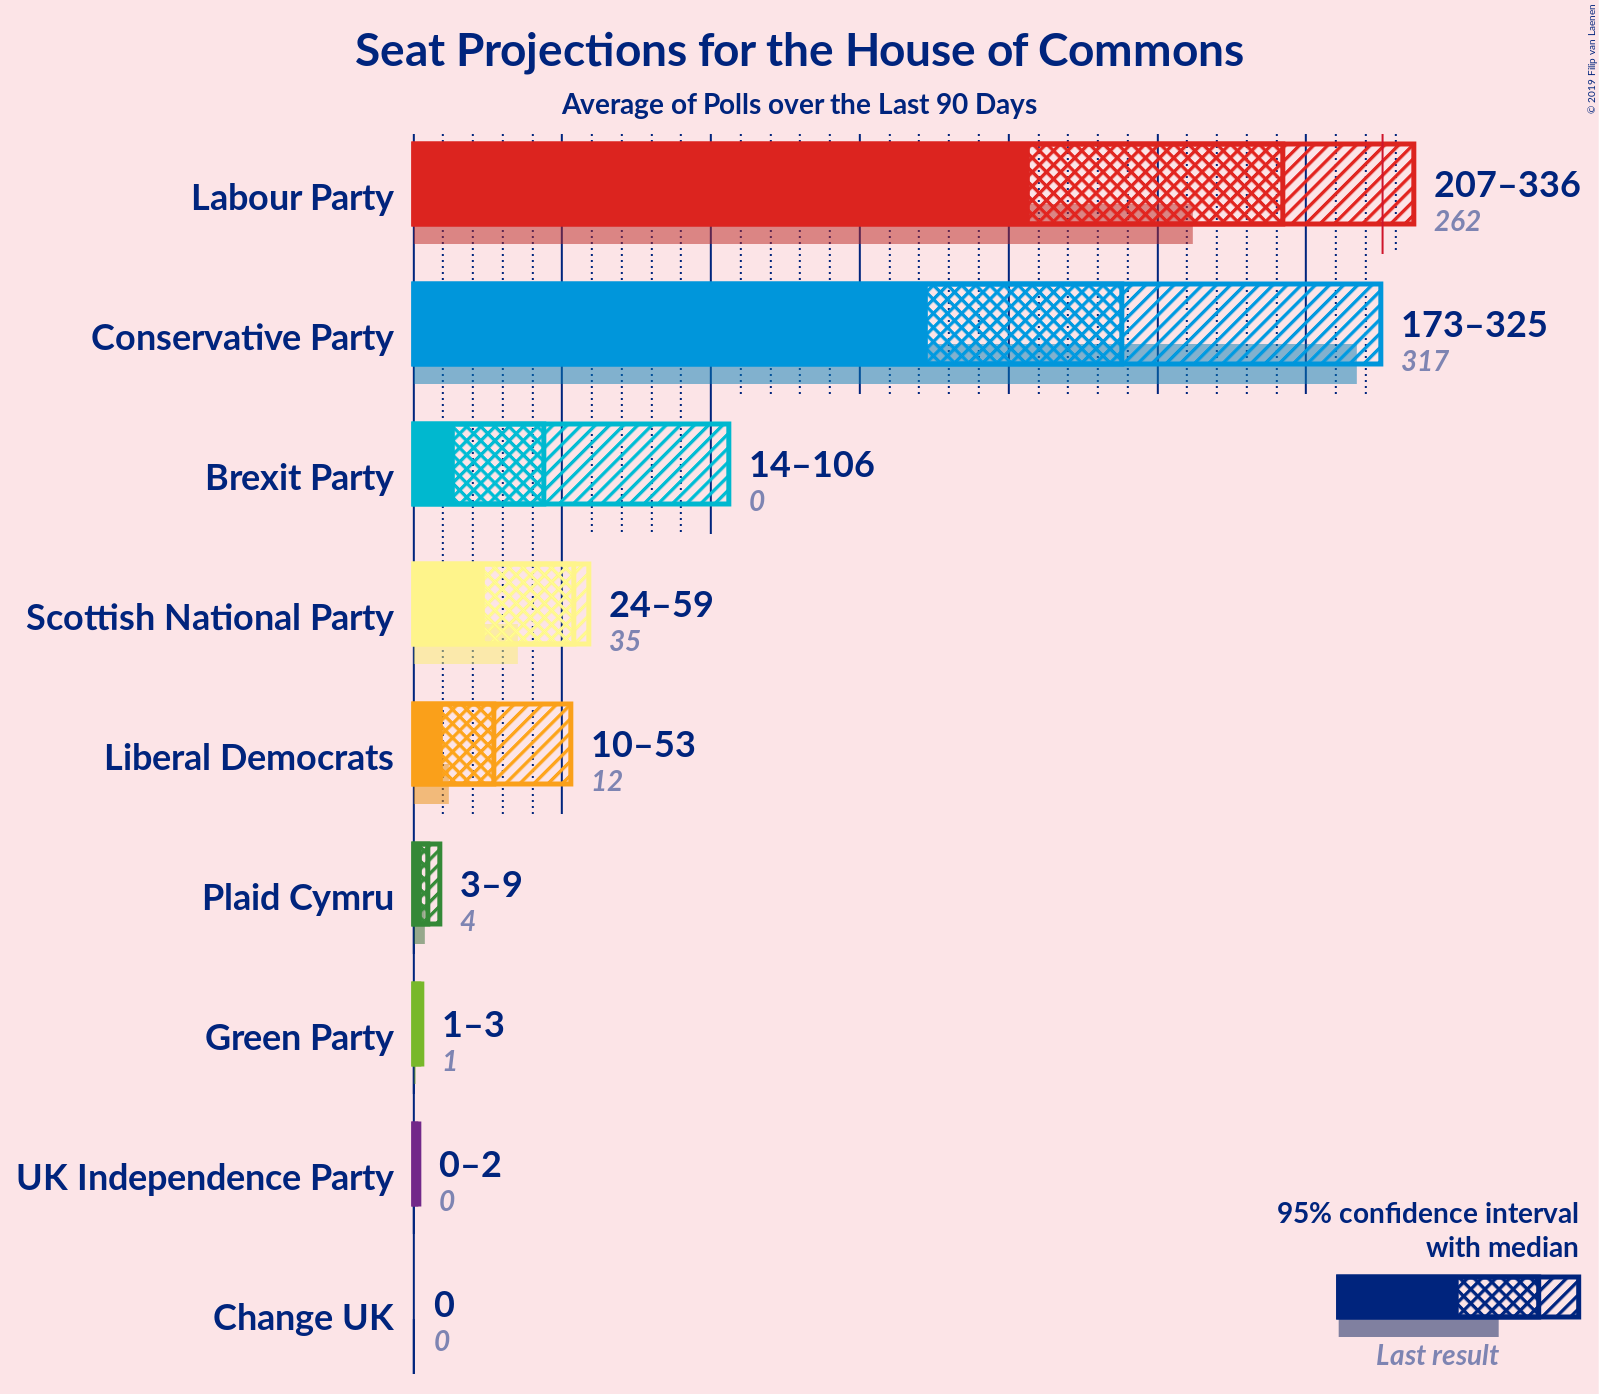 Seat Projections for the House of Commons
Average of Polls over the Last 90 Days
© 2019 Filip van Laenen
Labour Party
207–336
262
Conservative Party
173–325
317
Brexit Party
14–106
0
Scottish National Party
24–59
35
Liberal Democrats
10–53
12
Plaid Cymru
3–9
4
Green Party
1–3
1
UK Independence Party
0–2
0
Change UK
0
0
95% confidence interval
with median
Last result